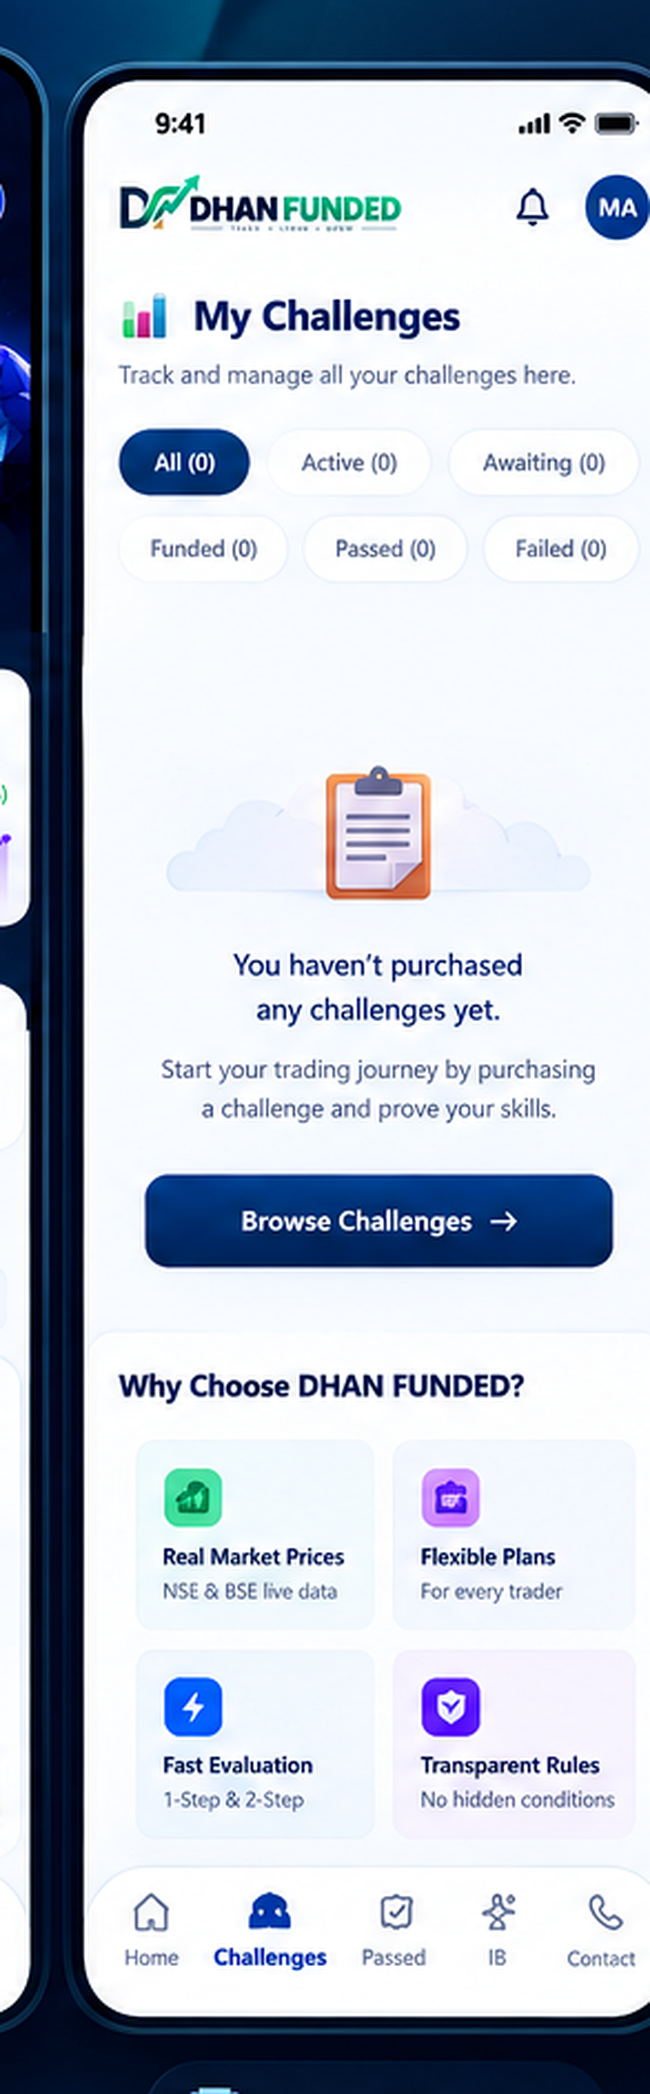 9:41
DHAN FUNDED
MA
My Challenges
Track and manage all your challenges here.
All (0)
Active (0)
Awaiting (0)
Funded (0)
Passed (0)
Failed (0)
You haven't purchased
any challenges yet.
Start your trading journey by purchasing
a challenge and prove your skills.
Browse Challenges →
Why Choose DHAN FUNDED?
Real Market Prices
NSE & BSE live data
Flexible Plans
For every trader
Fast Evaluation
1-Step & 2-Step
Transparent Rules
No hidden conditions
Home
Challenges
Passed
IB
Contact